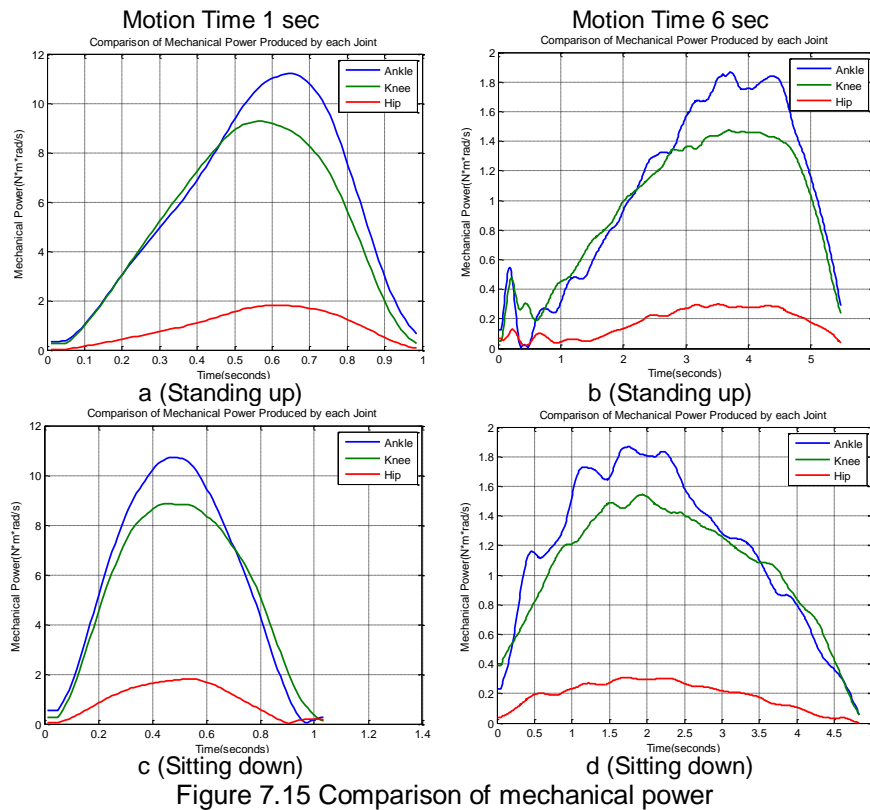 Motion Time 1 sec
Motion Time 6 sec
Comparison of Mechanical Power Produced by each Joint
12
10
8
6
4
2
0
Mechanical Power(N*m*rad/s)
Ankle
Knee
Hip
0 0.1 0.2 0.3 0.4 0.5 0.6 0.7 0.8 0.9 1
Time(seconds)
a (Standing up)
Comparison of Mechanical Power Produced by each Joint
2
1.8
1.6
1.4
1.2
1
0.8
0.6
0.4
0.2
0
Mechanical Power(N*m*rad/s)
Ankle
Knee
Hip
0 1 2 3 4 5
Time(seconds)
b (Standing up)
Comparison of Mechanical Power Produced by each Joint
12
10
8
6
4
2
0
Mechanical Power(N*m*rad/s)
Ankle
Knee
Hip
0 0.2 0.4 0.6 0.8 1 1.2 1.4
Time(seconds)
c (Sitting down)
Comparison of Mechanical Power Produced by each Joint
2
1.8
1.6
1.4
1.2
1
0.8
0.6
0.4
0.2
0
Mechanical Power(N*m*rad/s)
Ankle
Knee
Hip
0 0.5 1 1.5 2 2.5 3 3.5 4 4.5
Time(seconds)
d (Sitting down)
Figure 7.15 Comparison of mechanical power